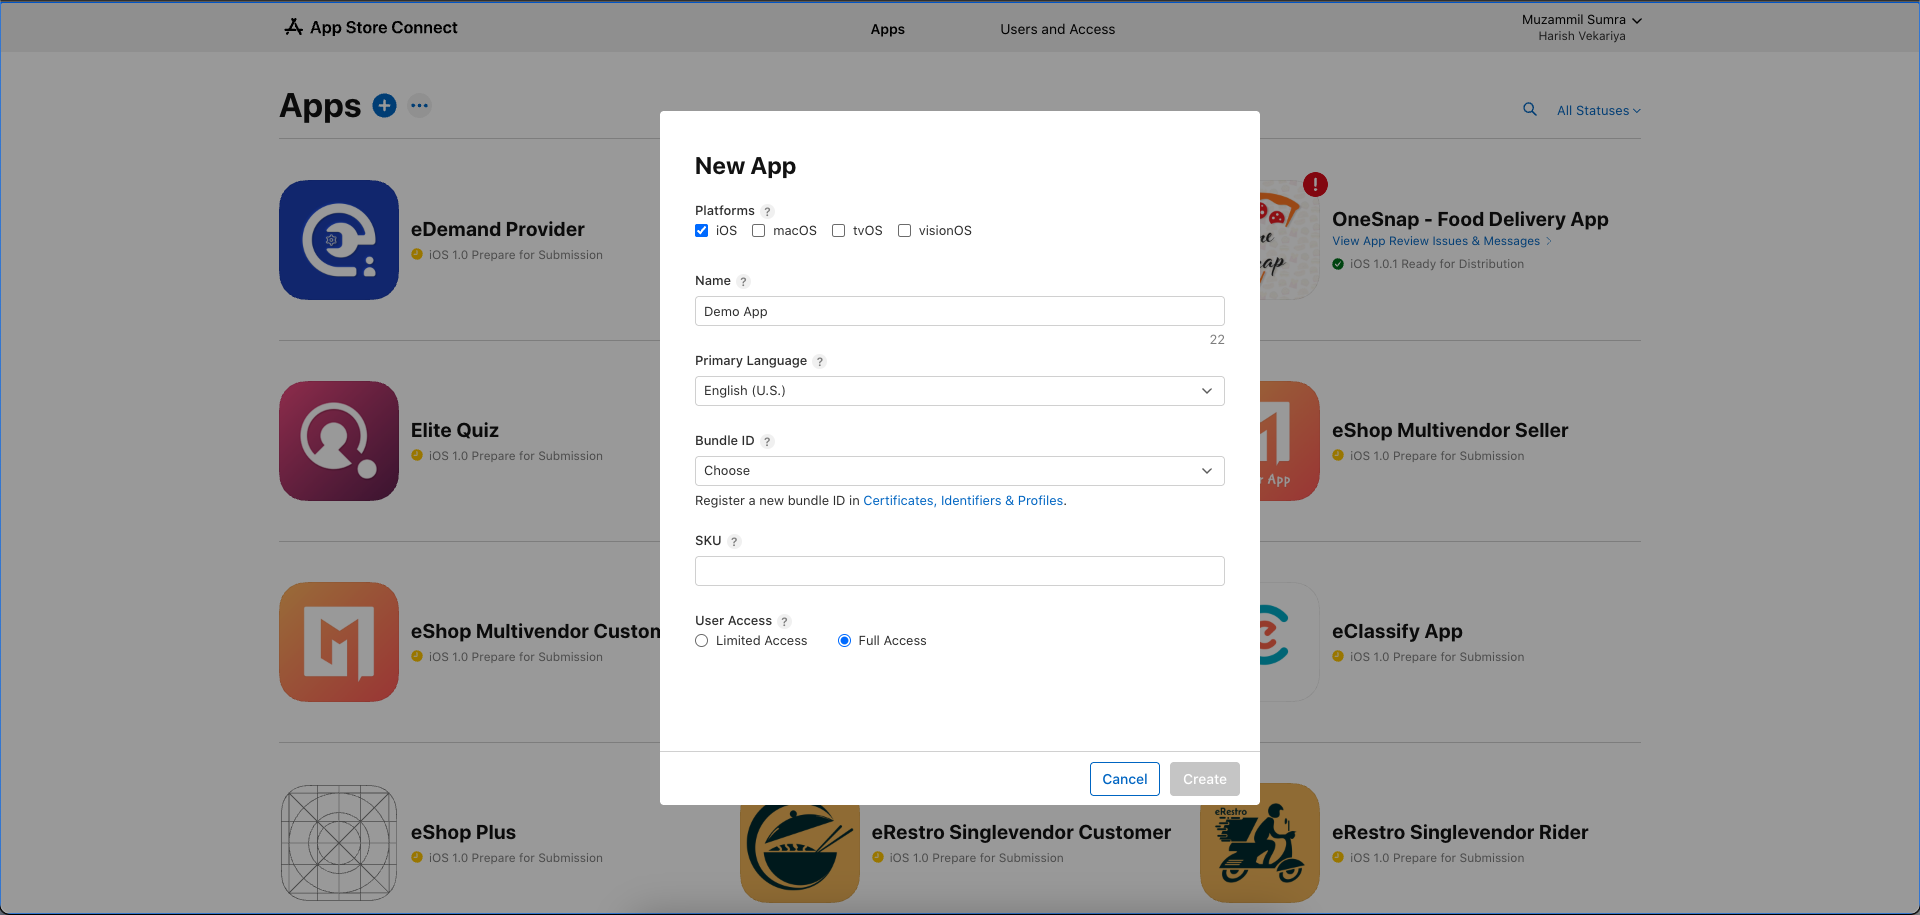 App Store Connect
Apps
Users and Access
Muzammil Sumra
Harish Vekariya
Apps
All Statuses
New App
Platforms ?
iOS
macOS
tvOS
visionOS
Name ?
Demo App
22
Primary Language ?
English (U.S.)
Bundle ID ?
Choose
Register a new bundle ID in Certificates, Identifiers & Profiles.
SKU ?
User Access ?
Limited Access
Full Access
Cancel
Create
eDemand Provider
iOS 1.0 Prepare for Submission
OneSnap - Food Delivery App
View App Review Issues & Messages
iOS 1.0.1 Ready for Distribution
Elite Quiz
iOS 1.0 Prepare for Submission
App
eShop Multivendor Seller
iOS 1.0 Prepare for Submission
eShop Multivendor Custom
iOS 1.0 Prepare for Submission
eClassify App
iOS 1.0 Prepare for Submission
eShop Plus
iOS 1.0 Prepare for Submission
eRestro Singlevendor Customer
iOS 1.0 Prepare for Submission
eRestro
eRestro Singlevendor Rider
iOS 1.0 Prepare for Submission